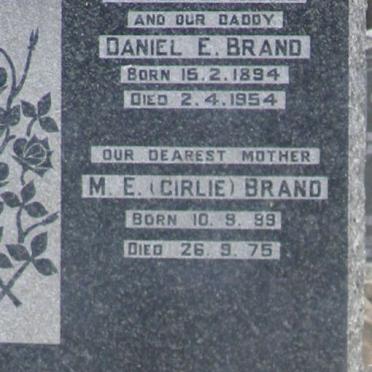 AND OUR DADDY
DANIEL E. BRAND
BORN 15.2.1894
DIED 2.4.1954
OUR DEAREST MOTHER
M. E. (CIRLIE) BRAND
BORN 10. 9. 99
DIED 26. 9. 75